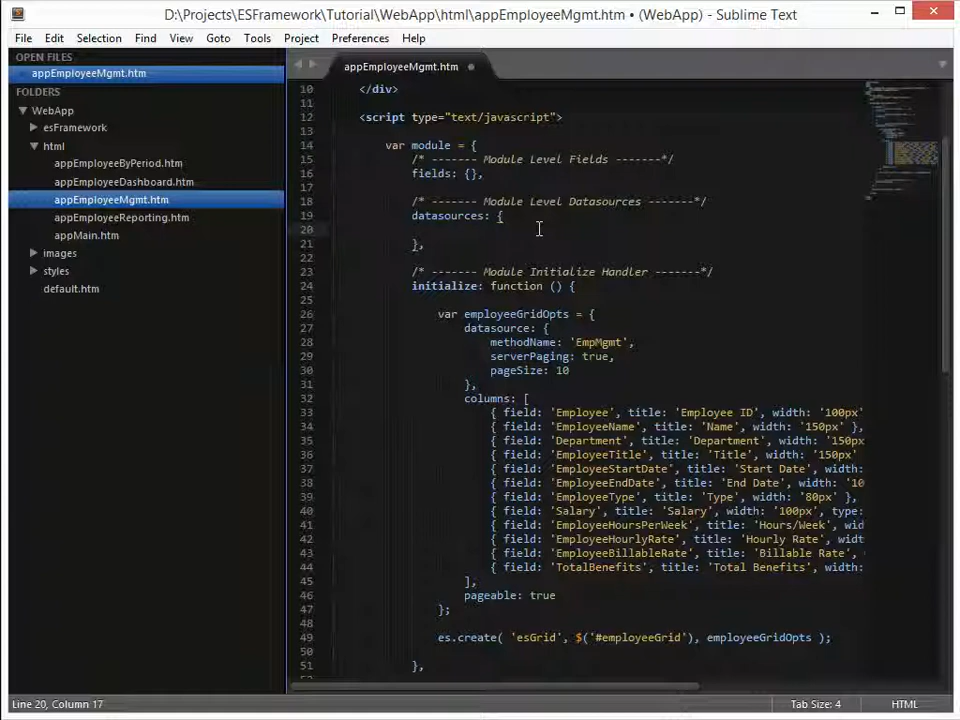 D:\Projects\ESFramework\Tutorial\WebApp\html\appEmployeeMgmt.htm • (WebApp) - Sublime Text
File Edit Selection Find View Goto Tools Project Preferences Help
OPEN FILES
appEmployeeMgmt.htm
FOLDERS
WebApp
esFramework
html
appEmployeeByPeriod.htm
appEmployeeDashboard.htm
appEmployeeMgmt.htm
appEmployeeReporting.htm
appMain.htm
images
styles
default.htm
appEmployeeMgmt.htm
10 </div>
11
12 <script type="text/javascript">
13
14 var module = {
15 /* ------- Module Level Fields -------*/
16 fields: {},
17
18 /* ------- Module Level Datasources -------*/
19 datasources: {
20
21 },
22
23 /* ------- Module Initialize Handler -------*/
24 initialize: function () {
25
26 var employeeGridOpts = {
27 datasource: {
28 methodName: 'EmpMgmt',
29 serverPaging: true,
30 pageSize: 10
31 },
32 columns: [
33 { field: 'Employee', title: 'Employee ID', width: '100px'
34 { field: 'EmployeeName', title: 'Name', width: '150px' },
35 { field: 'Department', title: 'Department', width: '150px
36 { field: 'EmployeeTitle', title: 'Title', width: '150px
37 { field: 'EmployeeStartDate', title: 'Start Date', width:
38 { field: 'EmployeeEndDate', title: 'End Date', width: '10
39 { field: 'EmployeeType', title: 'Type', width: '80px' },
40 { field: 'Salary', title: 'Salary', width: '100px', type:
41 { field: 'EmployeeHoursPerWeek', title: 'Hours/Week', wid
42 { field: 'EmployeeHourlyRate', title: 'Hourly Rate', widt
43 { field: 'EmployeeBillableRate', title: 'Billable Rate',
44 { field: 'TotalBenefits', title: 'Total Benefits', width:
45 ],
46 pageable: true
47 };
48
49 es.create( 'esGrid', $('#employeeGrid'), employeeGridOpts );
50
51 },
Line 20, Column 17 Tab Size: 4 HTML